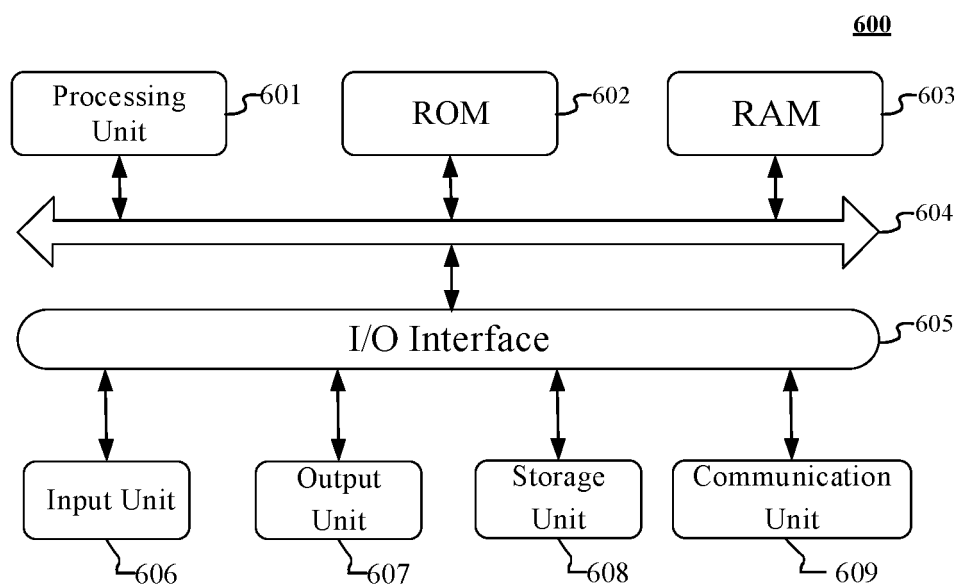 600
Processing
Unit
601
ROM
602
RAM
603
604
I/O Interface
605
Input Unit
Output
Unit
Storage
Unit
Communication
Unit
606
607
608
609